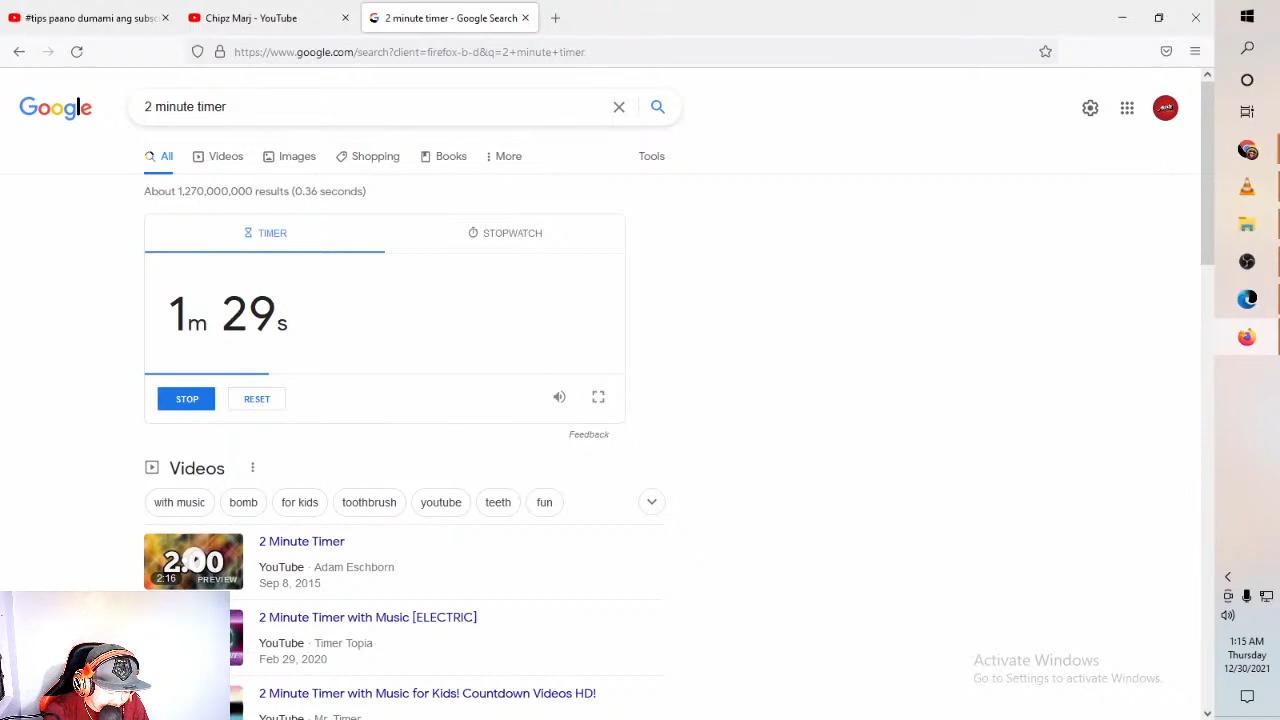 #tips paano dumami ang subsc
Chipz Marj - YouTube
2 minute timer - Google Search
https://www.google.com/search?client=firefox-b-d&q=2+minute+timer
Google
2 minute timer
All
Videos
Images
Shopping
Books
More
Tools
About 1,270,000,000 results (0.36 seconds)
TIMER
STOPWATCH
1m 29s
STOP
RESET
Feedback
Videos
with music
bomb
for kids
toothbrush
youtube
teeth
fun
2:00
2:16
PREVIEW
2 Minute Timer
YouTube · Adam Eschborn
Sep 8, 2015
2 Minute Timer with Music [ELECTRIC]
YouTube · Timer Topia
Feb 29, 2020
2 Minute Timer with Music for Kids! Countdown Videos HD!
YouTube · Mr. Timer
Activate Windows
Go to Settings to activate Windows.
1:15 AM
Thursday
12/30/2021